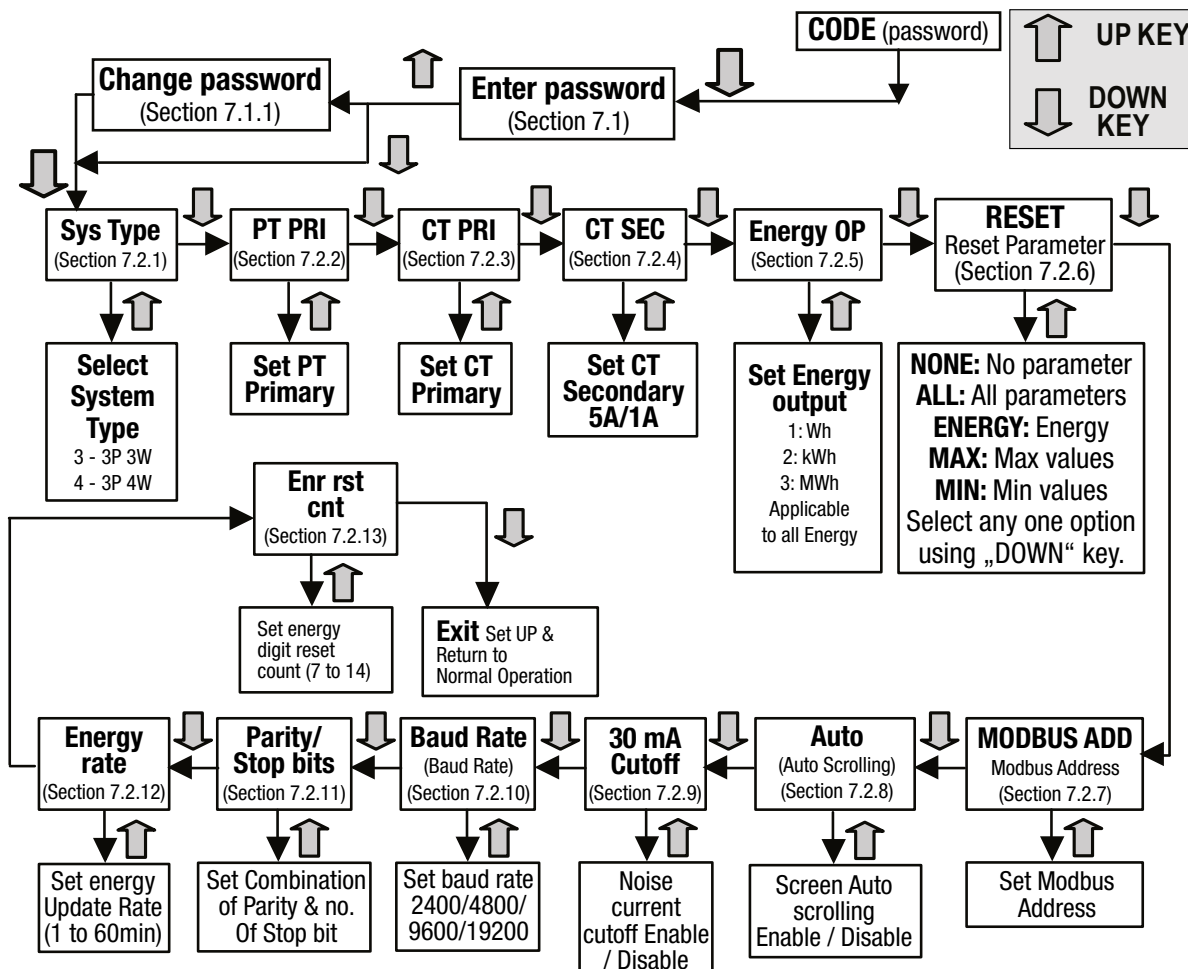 CODE (password)
UP KEY
DOWN
KEY
Change password
(Section 7.1.1)
Enter password
(Section 7.1)
Sys Type
(Section 7.2.1)
PT PRI
(Section 7.2.2)
CT PRI
(Section 7.2.3)
CT SEC
(Section 7.2.4)
Energy OP
(Section 7.2.5)
RESET
Reset Parameter
(Section 7.2.6)
Select
System
Type
3 - 3P 3W
4 - 3P 4W
Set PT
Primary
Set CT
Primary
Set CT
Secondary
5A/1A
Set Energy
output
1: Wh
2: kWh
3: MWh
Applicable
to all Energy
NONE: No parameter
ALL: All parameters
ENERGY: Energy
MAX: Max values
MIN: Min values
Select any one option
using „DOWN“ key.
Enr rst
cnt
(Section 7.2.13)
Set energy
digit reset
count (7 to 14)
Exit Set UP &
Return to
Normal Operation
Energy
rate
(Section 7.2.12)
Parity/
Stop bits
(Section 7.2.11)
Baud Rate
(Baud Rate)
(Section 7.2.10)
30 mA
Cutoff
(Section 7.2.9)
Auto
(Auto Scrolling)
(Section 7.2.8)
MODBUS ADD
Modbus Address
(Section 7.2.7)
Set energy
Update Rate
(1 to 60min)
Set Combination
of Parity & no.
Of Stop bit
Set baud rate
2400/4800/
9600/19200
Noise
current
cutoff Enable
/ Disable
Screen Auto
scrolling
Enable / Disable
Set Modbus
Address